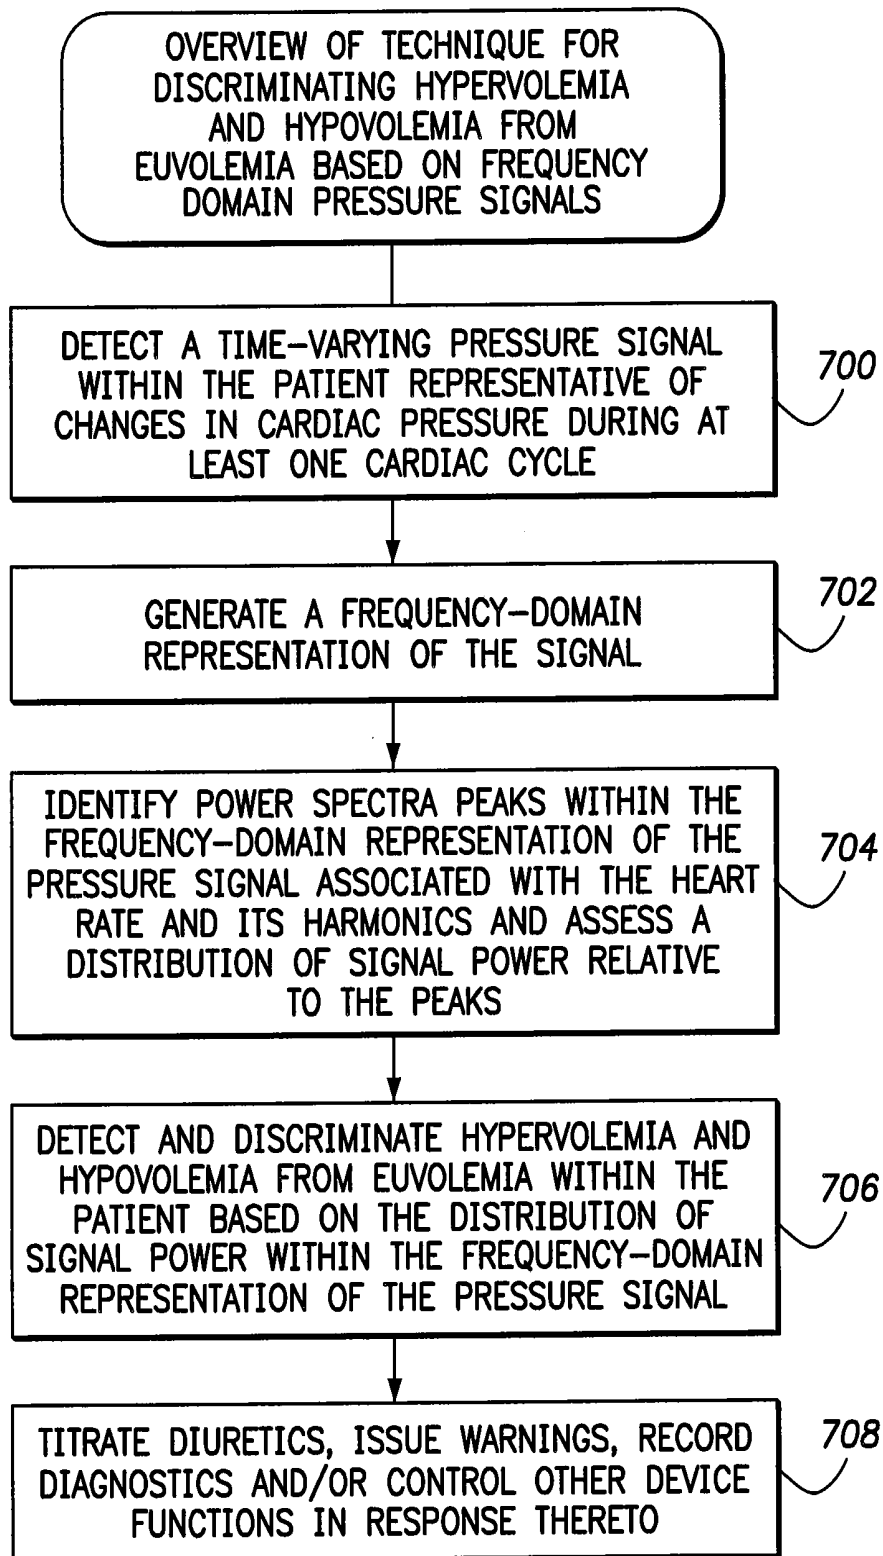 OVERVIEW OF TECHNIQUE FOR
DISCRIMINATING HYPERVOLEMIA
AND HYPOVOLEMIA FROM
EUVOLEMIA BASED ON FREQUENCY
DOMAIN PRESSURE SIGNALS
DETECT A TIME-VARYING PRESSURE SIGNAL
WITHIN THE PATIENT REPRESENTATIVE OF
CHANGES IN CARDIAC PRESSURE DURING AT
LEAST ONE CARDIAC CYCLE
700
GENERATE A FREQUENCY-DOMAIN
REPRESENTATION OF THE SIGNAL
702
IDENTIFY POWER SPECTRA PEAKS WITHIN THE
FREQUENCY-DOMAIN REPRESENTATION OF THE
PRESSURE SIGNAL ASSOCIATED WITH THE HEART
RATE AND ITS HARMONICS AND ASSESS A
DISTRIBUTION OF SIGNAL POWER RELATIVE
TO THE PEAKS
704
DETECT AND DISCRIMINATE HYPERVOLEMIA AND
HYPOVOLEMIA FROM EUVOLEMIA WITHIN THE
PATIENT BASED ON THE DISTRIBUTION OF
SIGNAL POWER WITHIN THE FREQUENCY-DOMAIN
REPRESENTATION OF THE PRESSURE SIGNAL
706
TITRATE DIURETICS, ISSUE WARNINGS, RECORD
DIAGNOSTICS AND/OR CONTROL OTHER DEVICE
FUNCTIONS IN RESPONSE THERETO
708